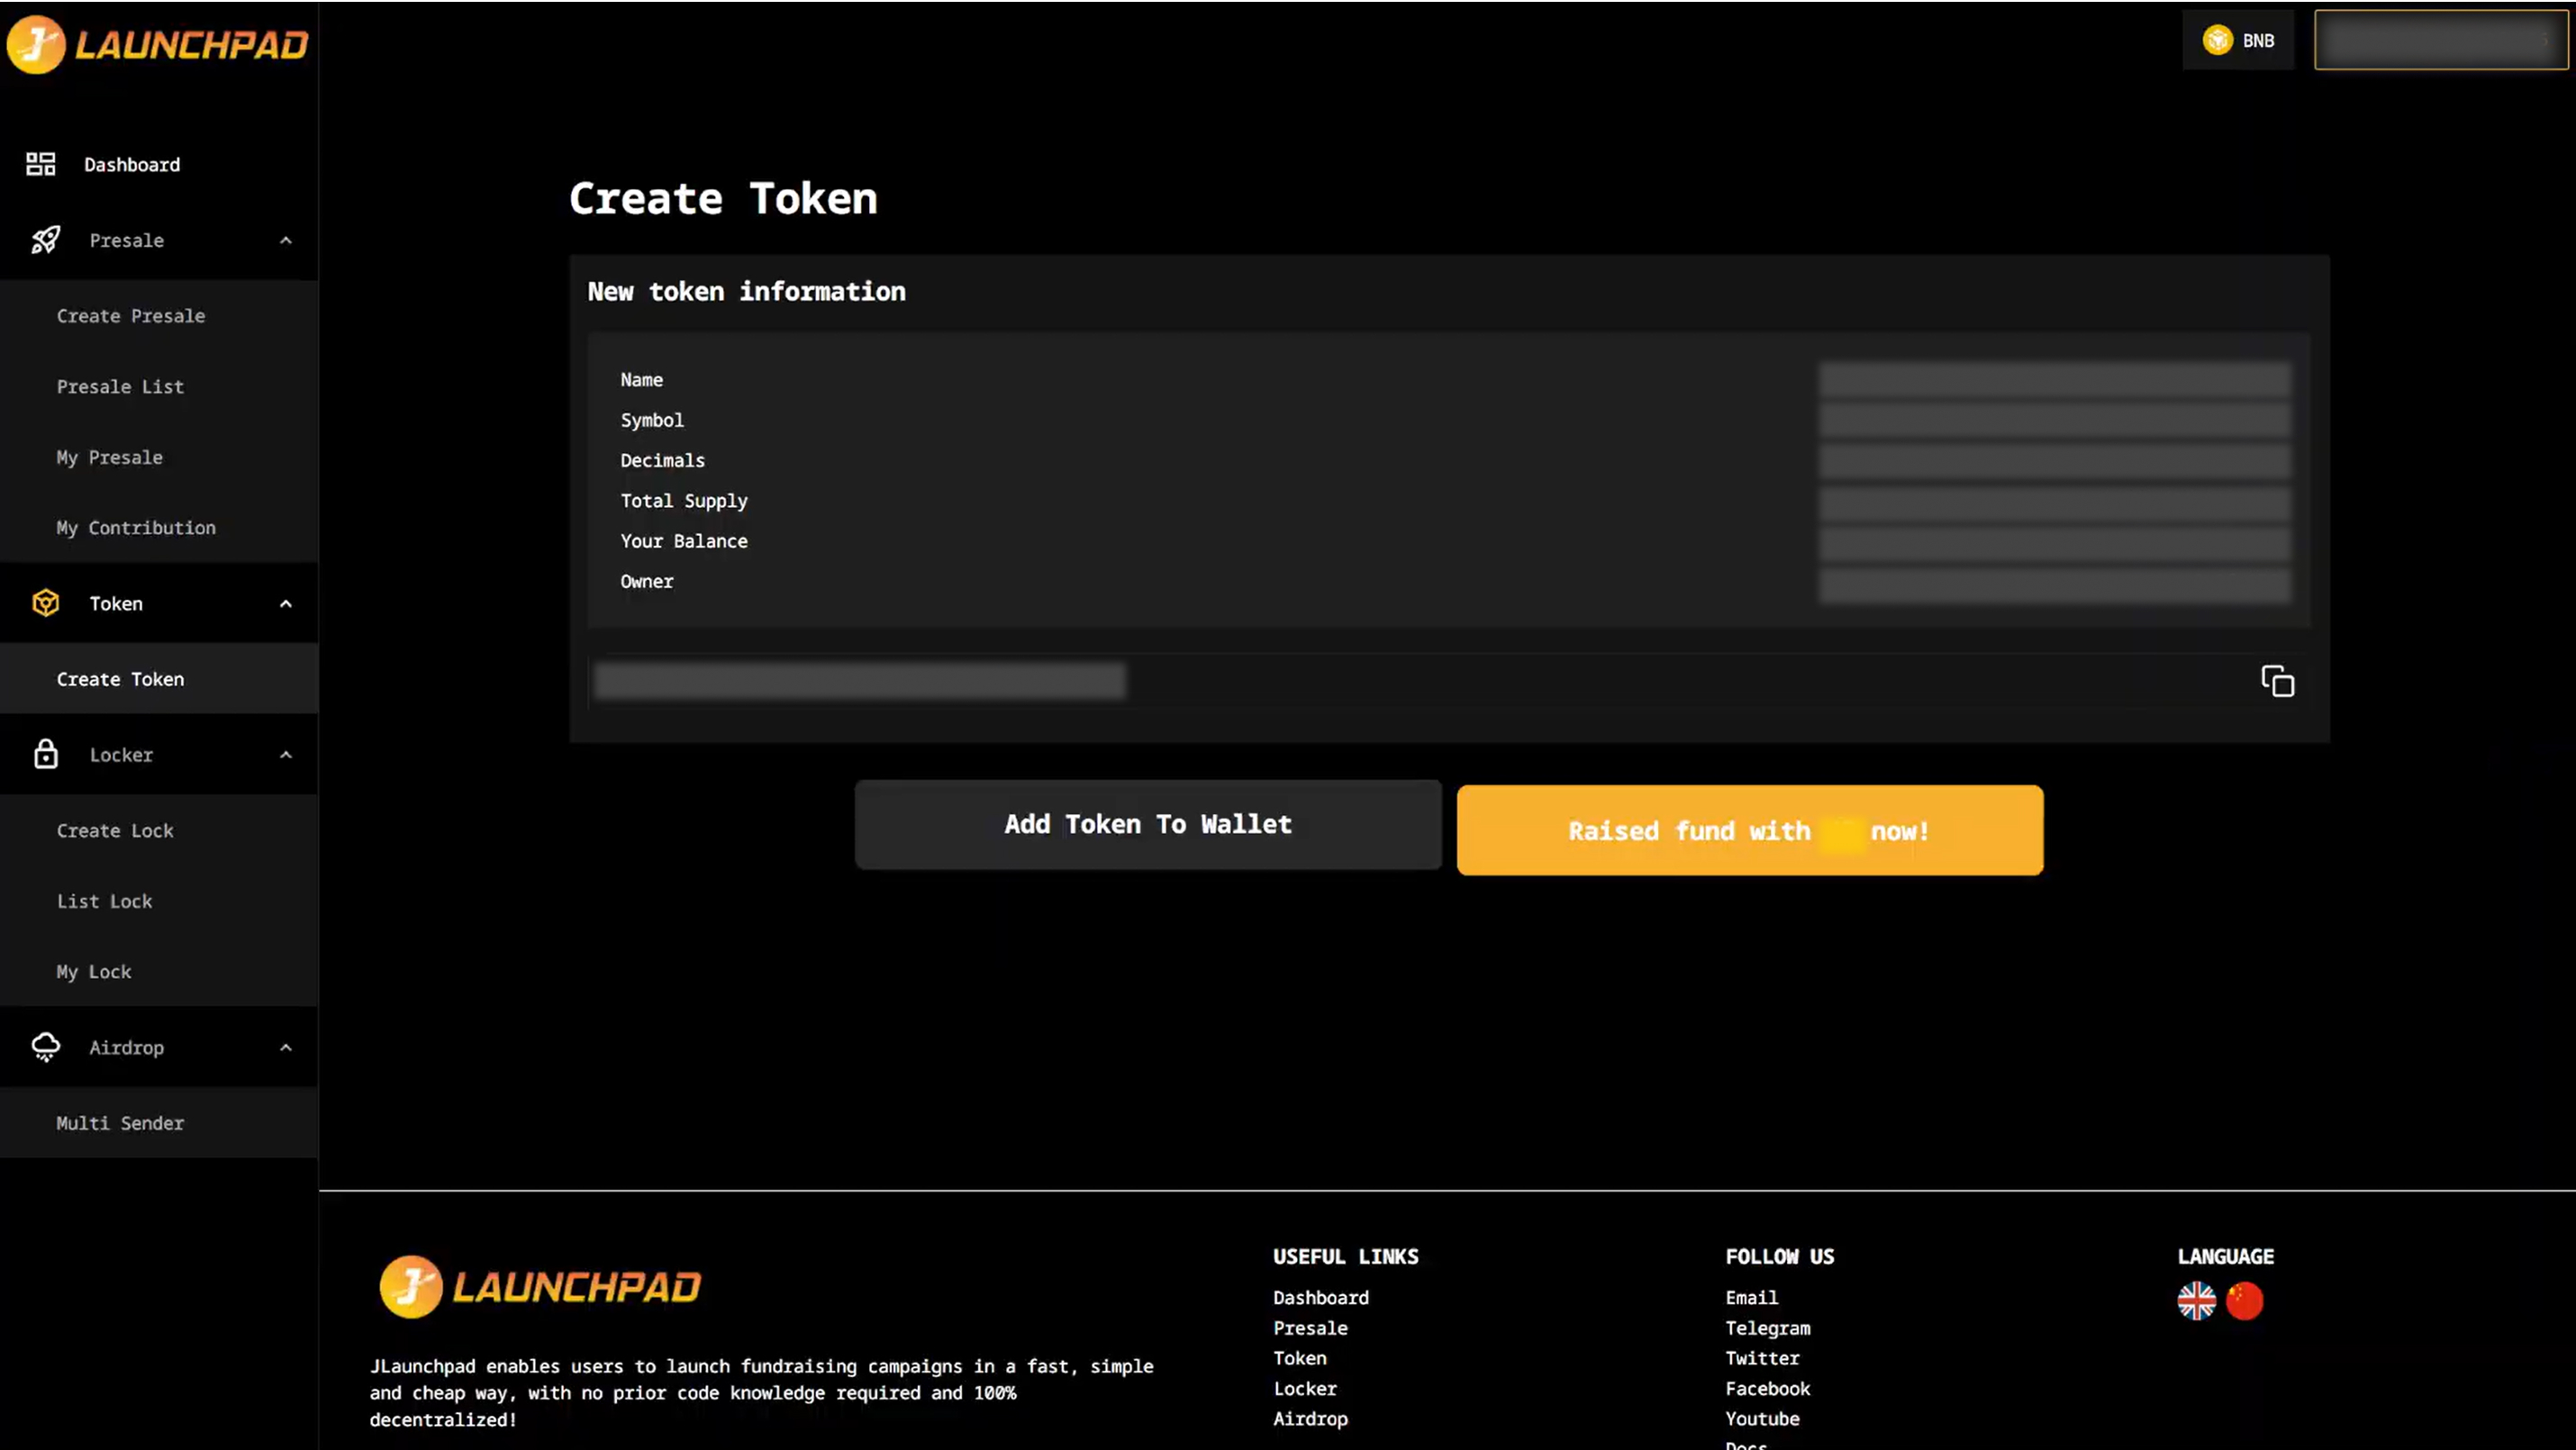 LAUNCHPAD
BNB
Dashboard
Presale
Create Presale
Presale List
My Presale
My Contribution
Token
Create Token
Locker
Create Lock
List Lock
My Lock
Airdrop
Multi Sender
Create Token
New token information
Name
Symbol
Decimals
Total Supply
Your Balance
Owner
Add Token To Wallet
Raised fund with now!
LAUNCHPAD
JLaunchpad enables users to launch fundraising campaigns in a fast, simple
and cheap way, with no prior code knowledge required and 100%
decentralized!
USEFUL LINKS
Dashboard
Presale
Token
Locker
Airdrop
FOLLOW US
Email
Telegram
Twitter
Facebook
Youtube
Docs
LANGUAGE